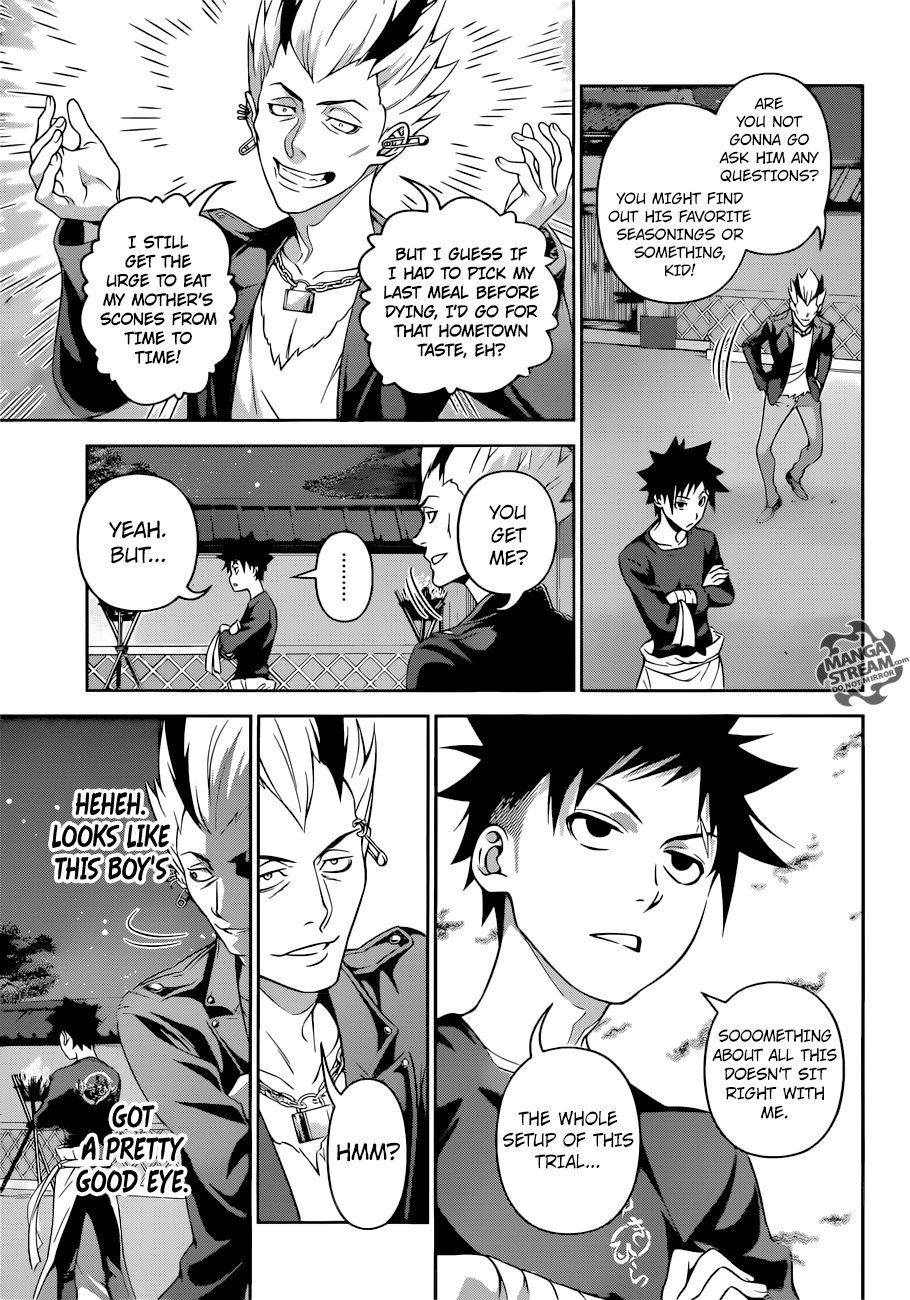 ARE
YOU NOT
GONNA GO
ASK HIM ANY
QUESTIONS?
YOU MIGHT FIND
OUT HIS FAVORITE
SEASONINGS OR
SOMETHING,
KID!
BUT I GUESS IF
I HAD TO PICK MY
LAST MEAL BEFORE
DYING, I'D GO FOR
THAT HOMETOWN
TASTE, EH?
I STILL
GET THE
URGE TO EAT
MY MOTHER'S
SCONES FROM
TIME TO
TIME!
YOU
GET
ME?
.........
YEAH.
BUT...
MANGA
STREAM.com
DO NOT MIRROR
SOOOMETHING
ABOUT ALL THIS
DOESN'T SIT
RIGHT WITH
ME.
THE WHOLE
SETUP OF THIS
TRIAL...
きひら
HMM?
HEHEH.
LOOKS LIKE
THIS BOY'S
GOT
A PRETTY
GOOD EYE.